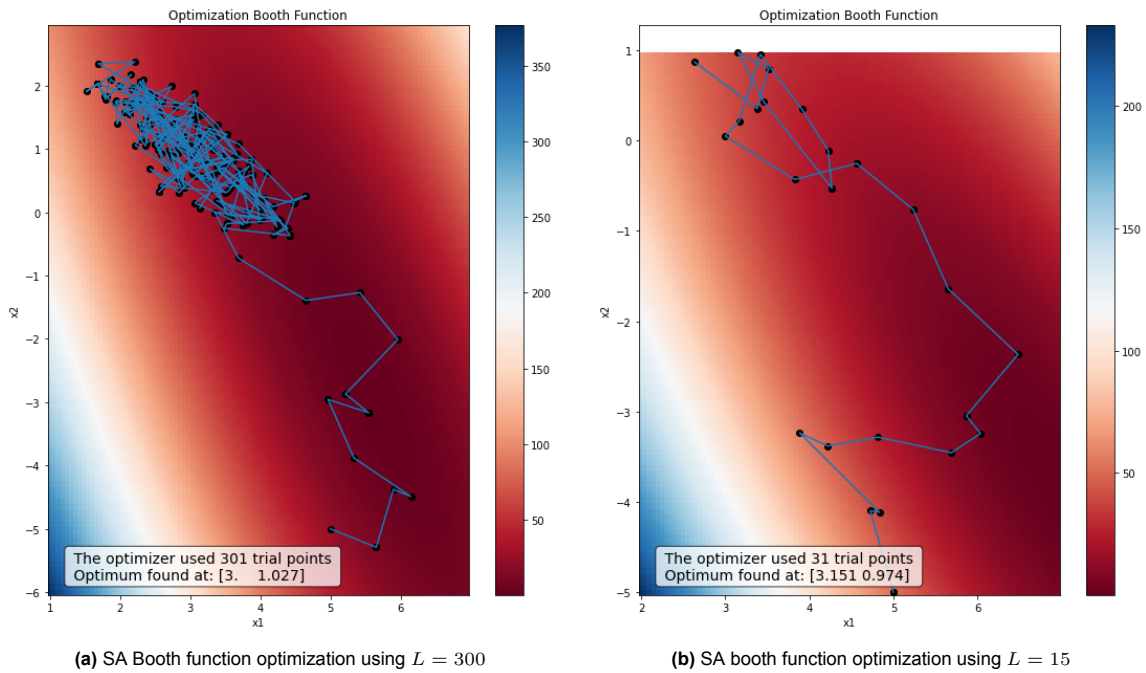 Optimization Booth Function
x2
2
1
0
−1
−2
−3
−4
−5
−6
1 2 3 4 5 6
x1
The optimizer used 301 trial points
Optimum found at: [3. 1.027]
350
300
250
200
150
100
50
(a) SA Booth function optimization using L = 300
Optimization Booth Function
x2
1
0
−1
−2
−3
−4
−5
2 3 4 5 6
x1
The optimizer used 31 trial points
Optimum found at: [3.151 0.974]
200
150
100
50
(b) SA booth function optimization using L = 15